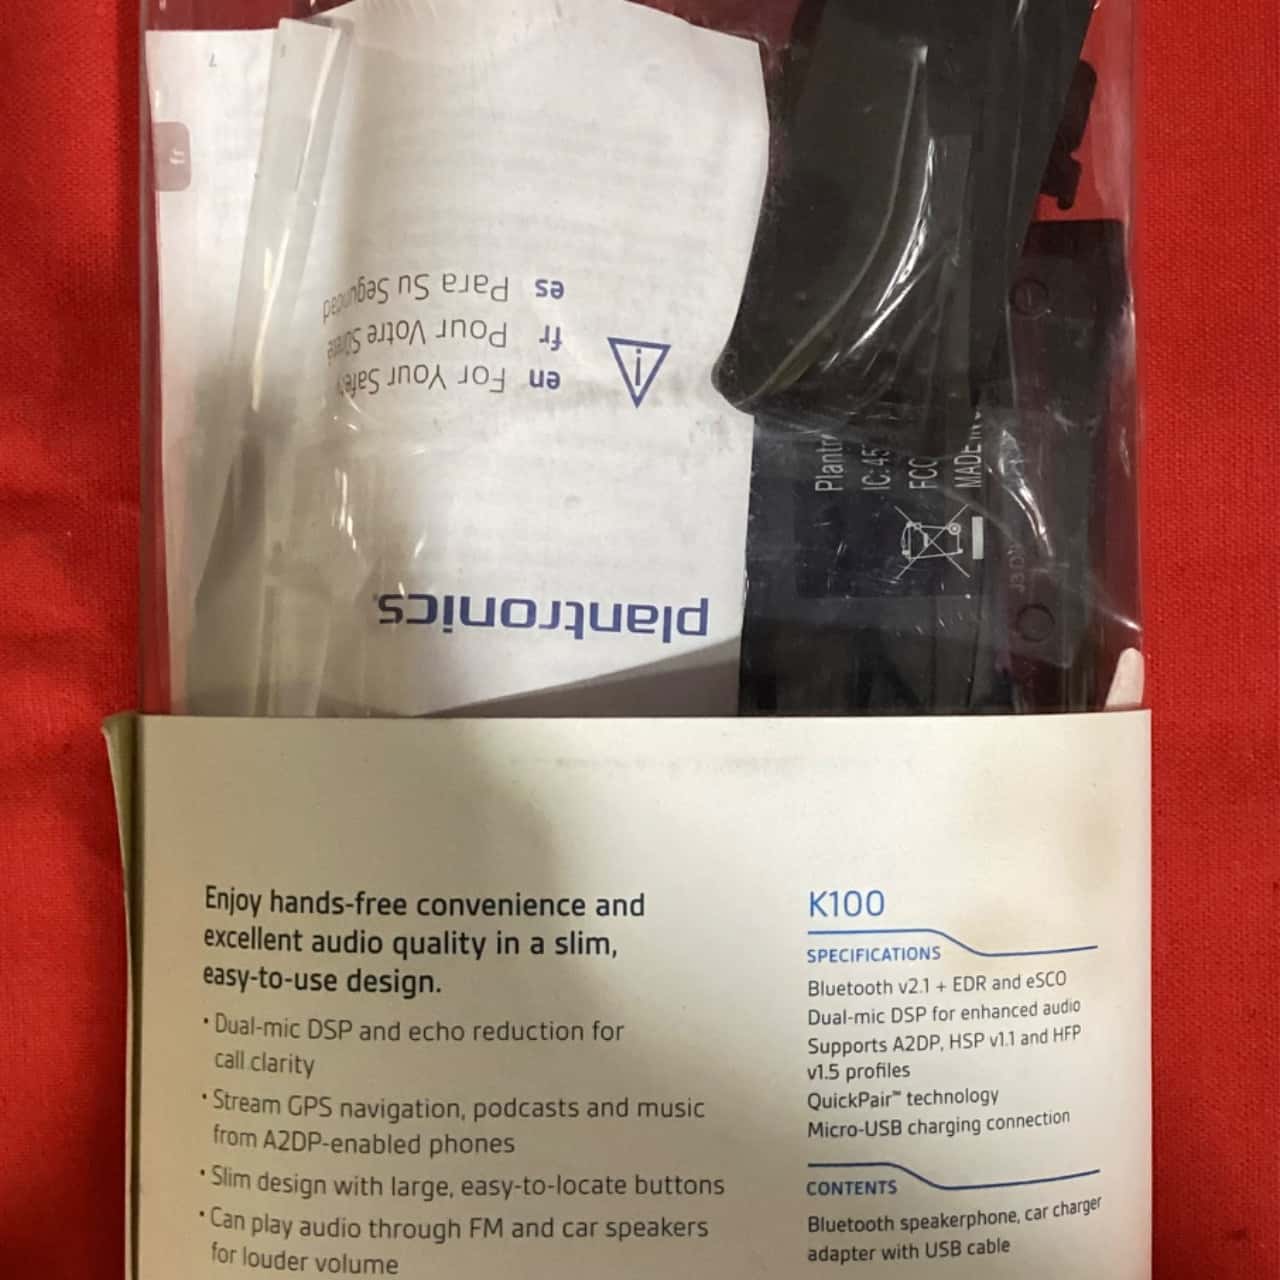 7
fr
es Para Su Seguridad
fr Pour Votre Sûreté
en For Your Safety
plantronics
FCC
MADE
Enjoy hands-free convenience and
excellent audio quality in a slim,
easy-to-use design.
• Dual-mic DSP and echo reduction for
call clarity
• Stream GPS navigation, podcasts and music
from A2DP-enabled phones
• Slim design with large, easy-to-locate buttons
• Can play audio through FM and car speakers
for louder volume
K100
SPECIFICATIONS
Bluetooth v2.1 + EDR and eSCO
Dual-mic DSP for enhanced audio
Supports A2DP, HSP v1.1 and HFP
v1.5 profiles
QuickPair™ technology
Micro-USB charging connection
CONTENTS
Bluetooth speakerphone, car charger
adapter with USB cable